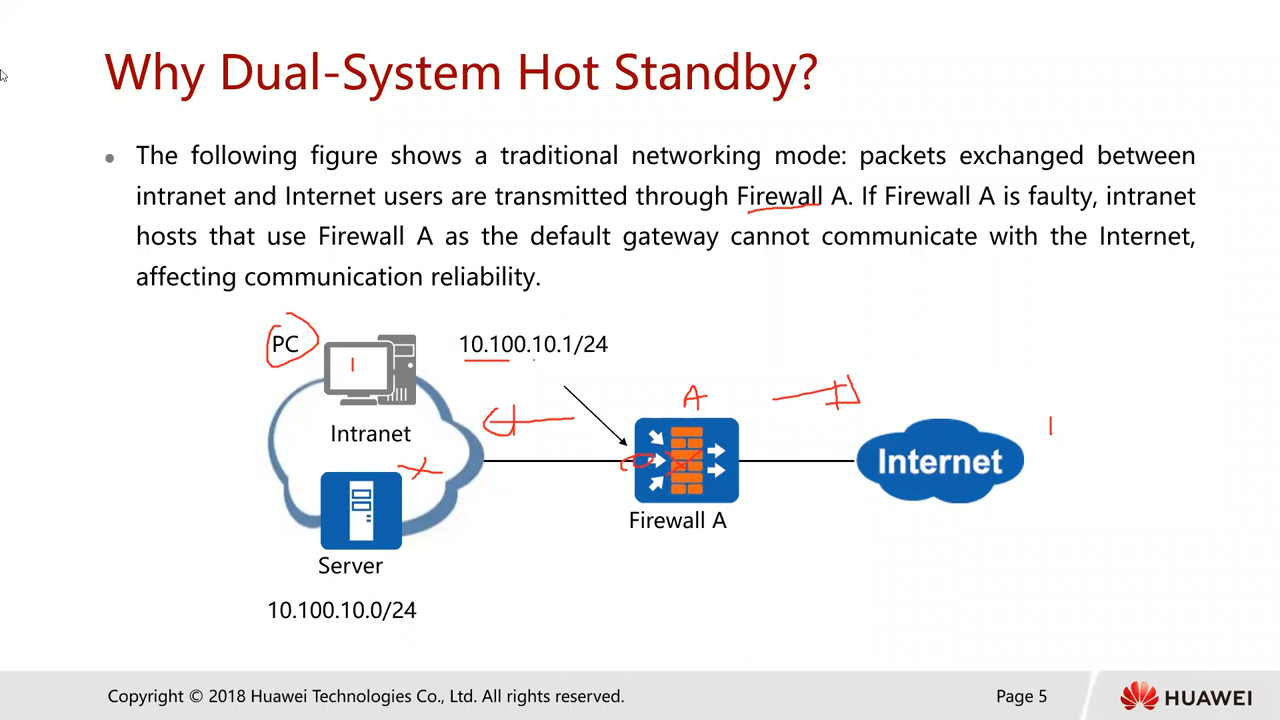 Why Dual-System Hot Standby?
The following figure shows a traditional networking mode: packets exchanged between
intranet and Internet users are transmitted through Firewall A. If Firewall A is faulty, intranet
hosts that use Firewall A as the default gateway cannot communicate with the Internet,
affecting communication reliability.
PC
10.100.10.1/24
A
Intranet
Internet
Firewall A
Server
10.100.10.0/24
Copyright © 2018 Huawei Technologies Co., Ltd. All rights reserved.
Page 5
HUAWEI